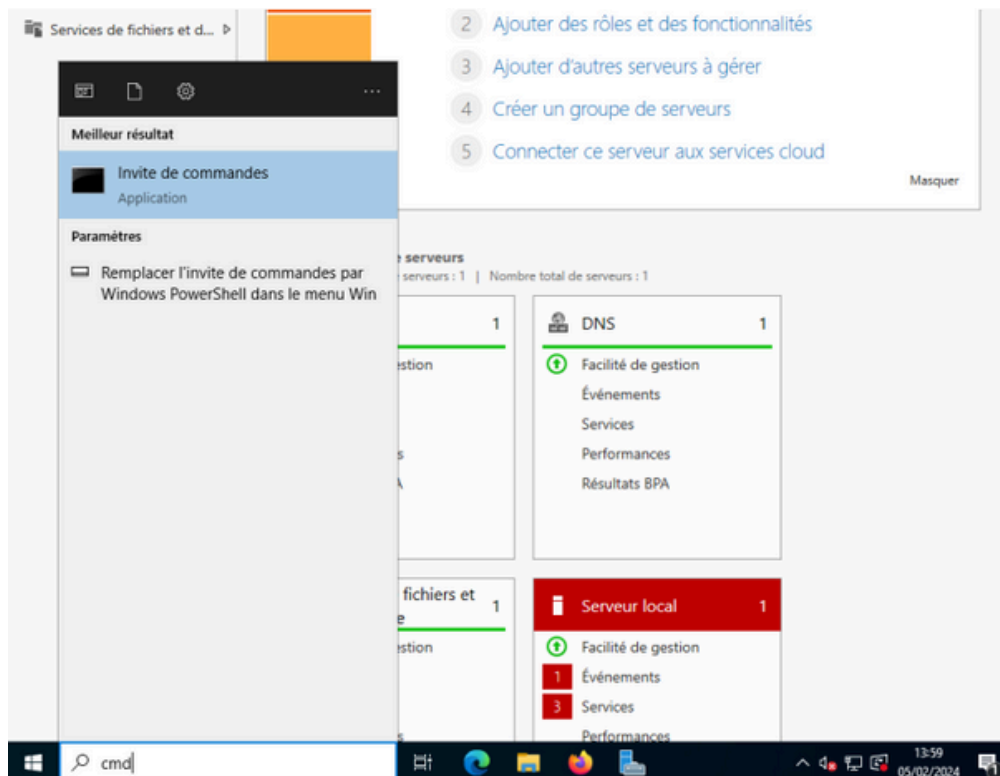 Services de fichiers et d...
2 Ajouter des rôles et des fonctionnalités
3 Ajouter d'autres serveurs à gérer
4 Créer un groupe de serveurs
5 Connecter ce serveur aux services cloud
Masquer
Meilleur résultat
Invite de commandes
Application
Paramètres
Remplacer l'invite de commandes par
Windows PowerShell dans le menu Win
serveurs
serveurs : 1 | Nombre total de serveurs : 1
1
estion
DNS 1
Facilité de gestion
Événements
Services
Performances
Résultats BPA
fichiers et
1
estion
Serveur local 1
Facilité de gestion
1 Événements
3 Services
Performances
cmd
13:59
05/02/2024